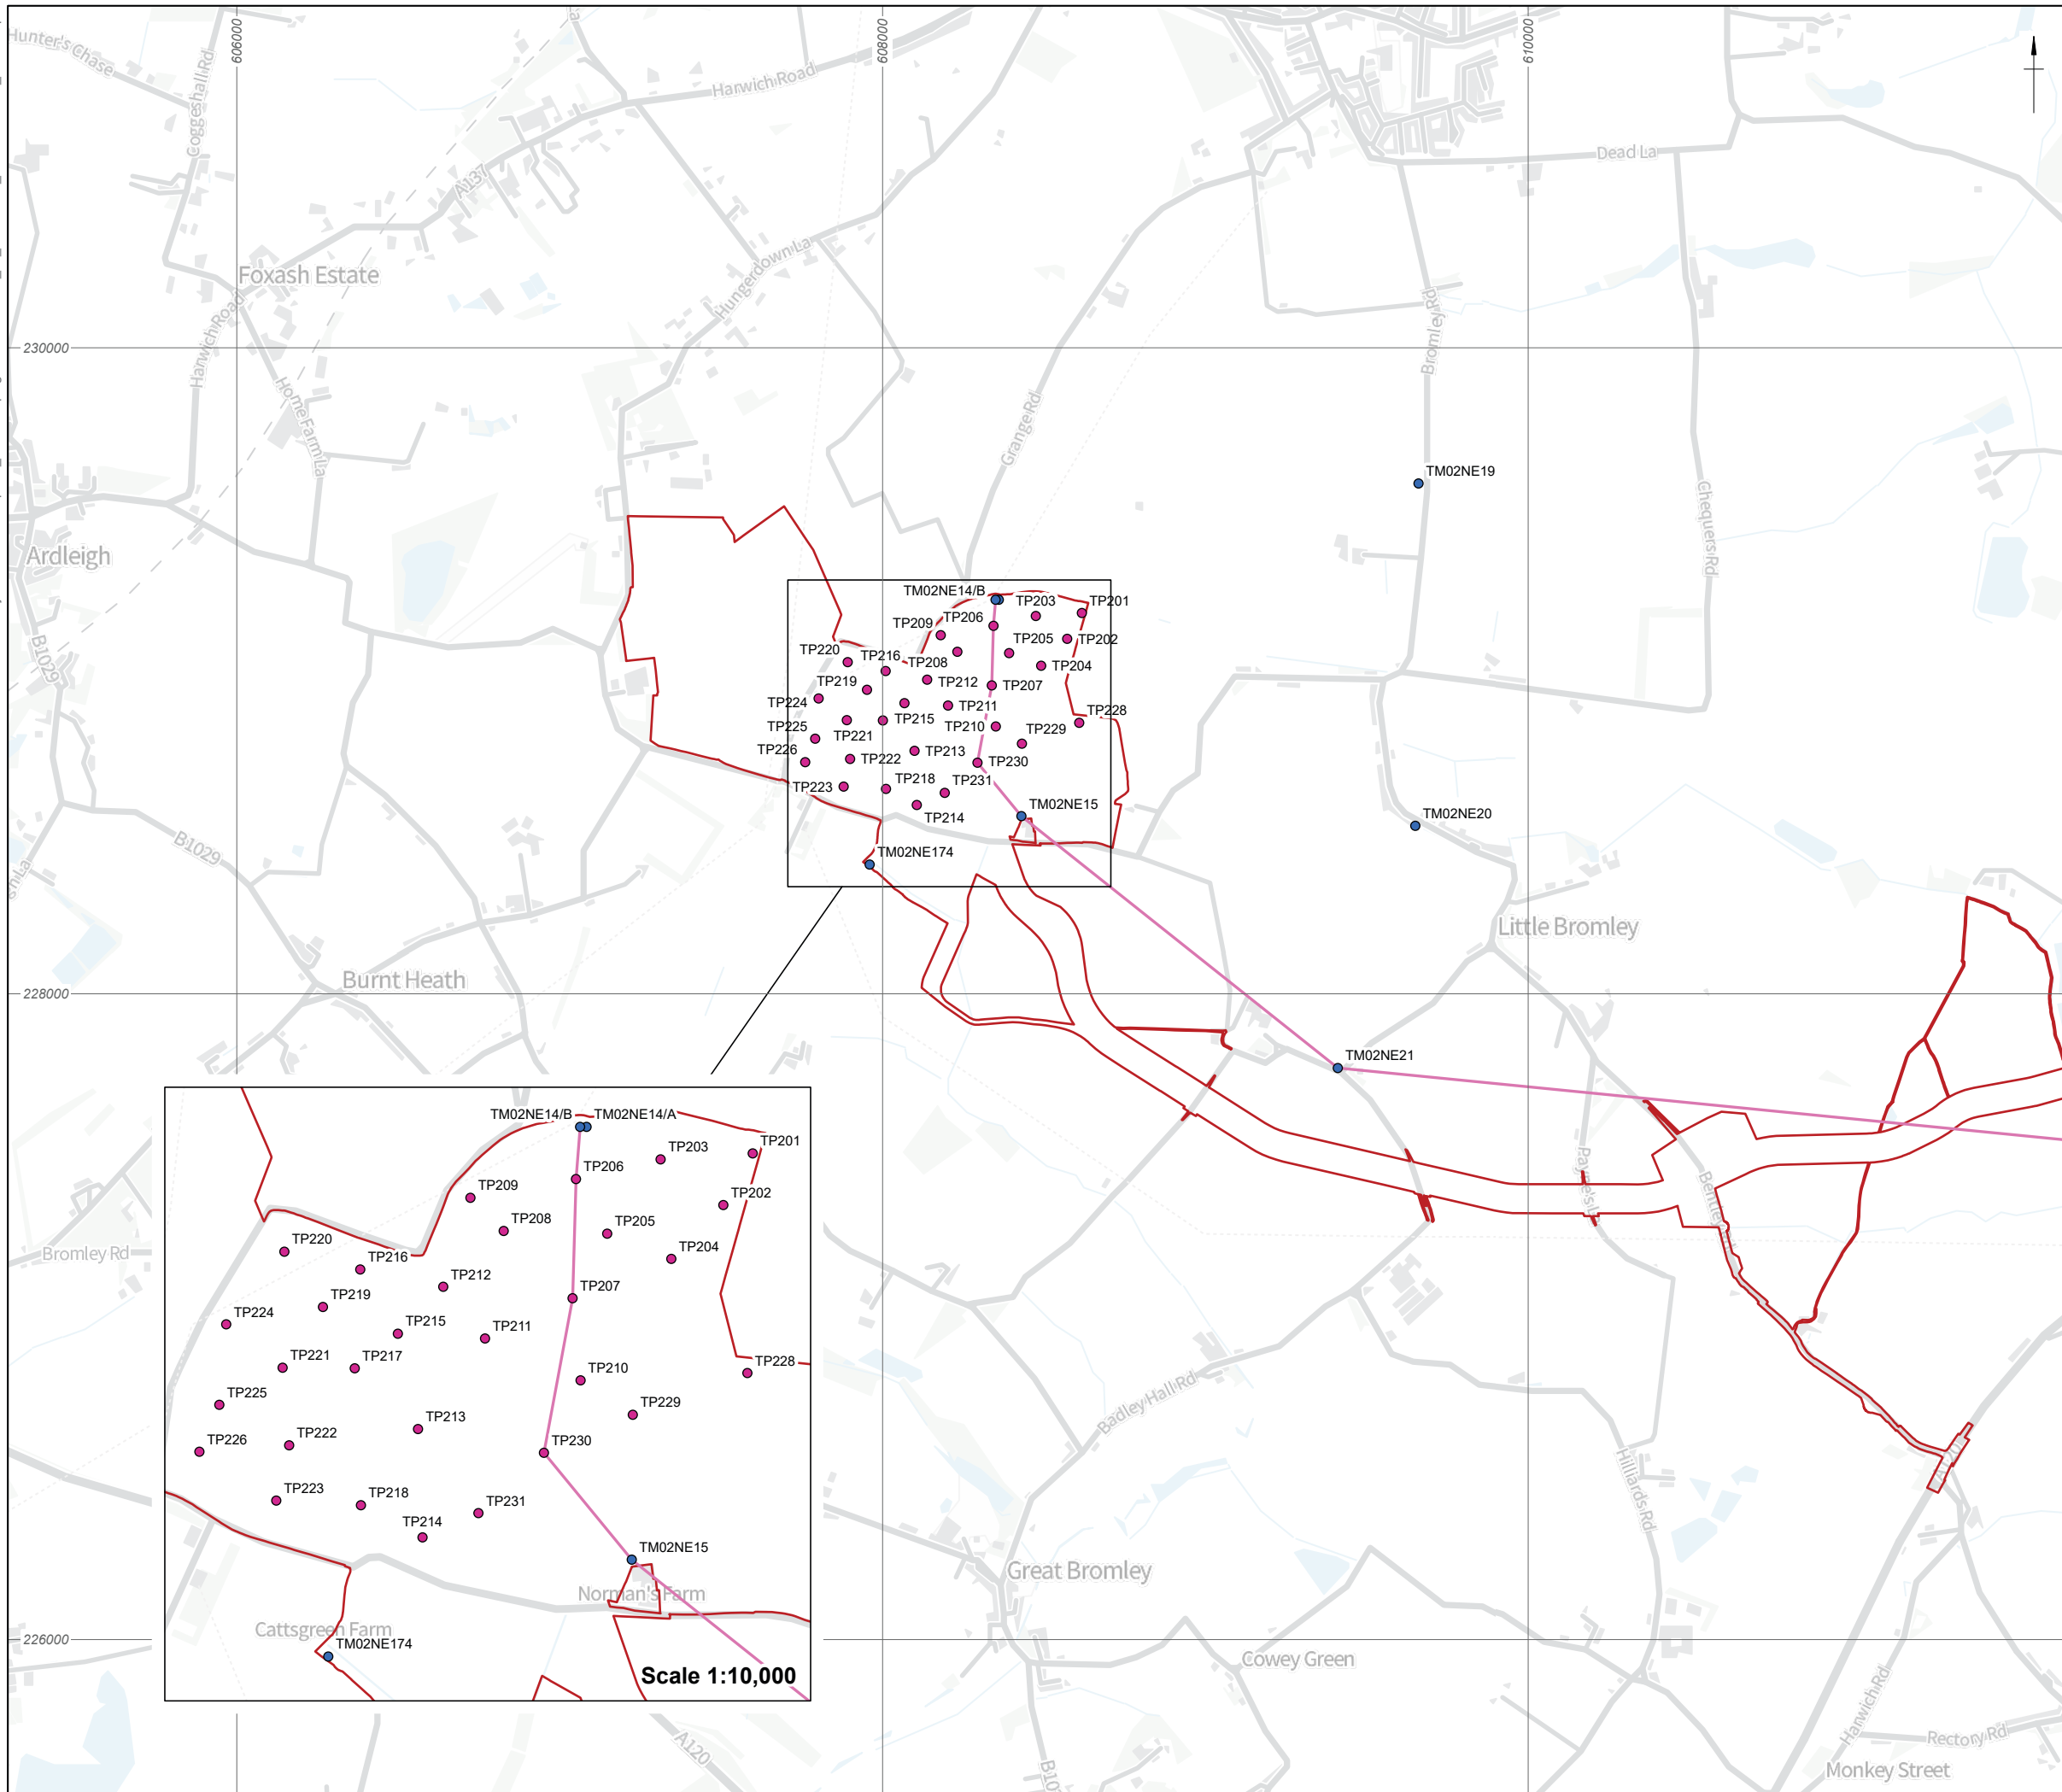 606000
608000
610000
Hunter's Chase
Coggeshall Rd
Harwich Road
A137
Dead La
Hungerdown La
Foxash Estate
Bromley Rd
Harwich Road
230000
Home Farm La
Grange Rd
TM02NE19
Chequers Rd
Ardleigh
TM02NE14/B
TP203
TP201
TP209
TP206
TP205
TP202
B1029
TP220
TP216
TP208
TP204
TP219
TP212
TP207
TP224
TP211
TP228
TP215
TP210
TP225
TP221
TP229
TP213
TP226
TP222
TP230
TP218
TP231
TP223
TM02NE15
TP214
TM02NE20
B1029
TM02NE174
Little Bromley
Burnt Heath
228000
TM02NE21
TM02NE14/B
TM02NE14/A
TP203
TP201
TP206
TP209
TP202
TP208
TP205
Payne's La
Bentley
Bromley Rd
TP220
TP216
TP204
TP212
TP219
TP207
TP224
TP215
TP211
TP221
TP217
TP228
TP210
TP225
TP229
Badley Hall Rd
TP213
TP222
TP226
TP230
Hilliards Rd
TP223
TP218
TP231
TP214
TM02NE15
Great Bromley
Norman's Farm
Cattsgreen Farm
TM02NE174
226000
Cowey Green
Scale 1:10,000
Harwich Rd
Rectory Rd
A120
Monkey Street